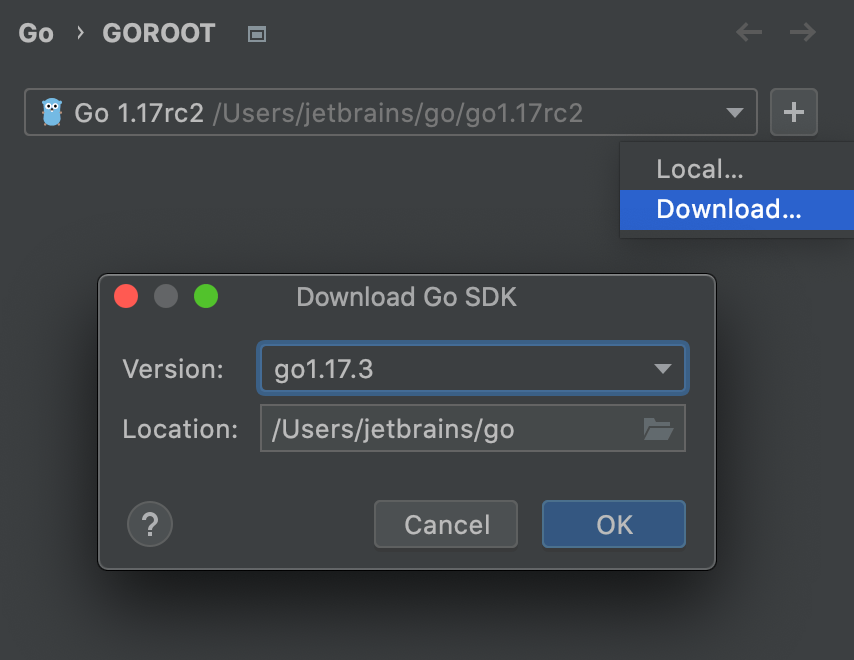 Go › GOROOT
Go 1.17rc2 /Users/jetbrains/go/go1.17rc2
Local...
Download...
Download Go SDK
Version: go1.17.3
Location: /Users/jetbrains/go
? Cancel OK